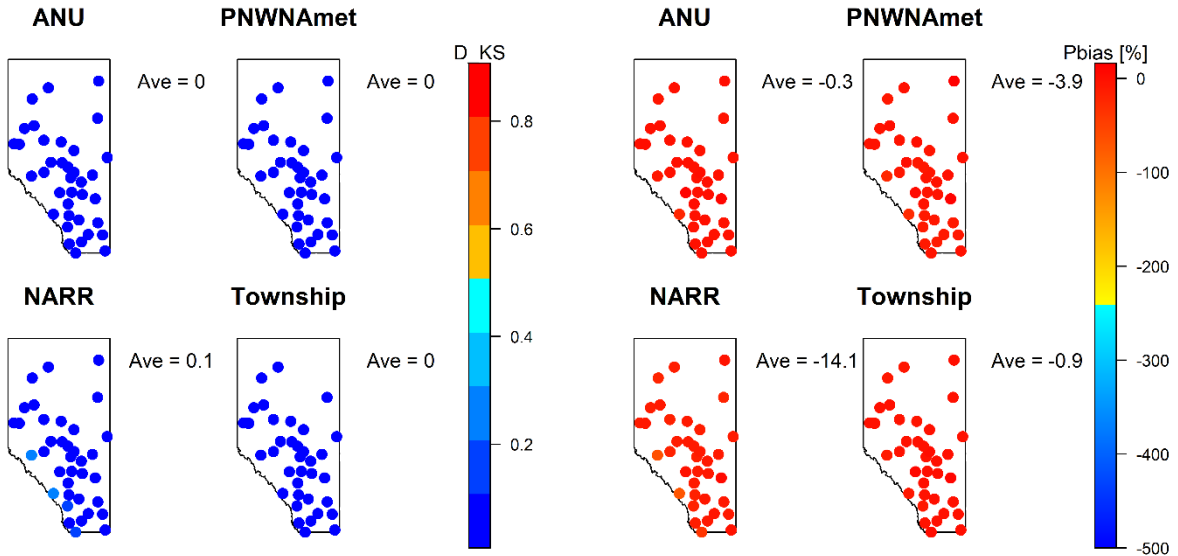 ANU PNWNAmet
D_KS
Ave = 0 Ave = 0
0.8
0.6
0.4
0.2
NARR Township
Ave = 0.1 Ave = 0
ANU PNWNAmet
Pbias [%]
Ave = -0.3 Ave = -3.9
0
-100
-200
-300
-400
-500
NARR Township
Ave = -14.1 Ave = -0.9